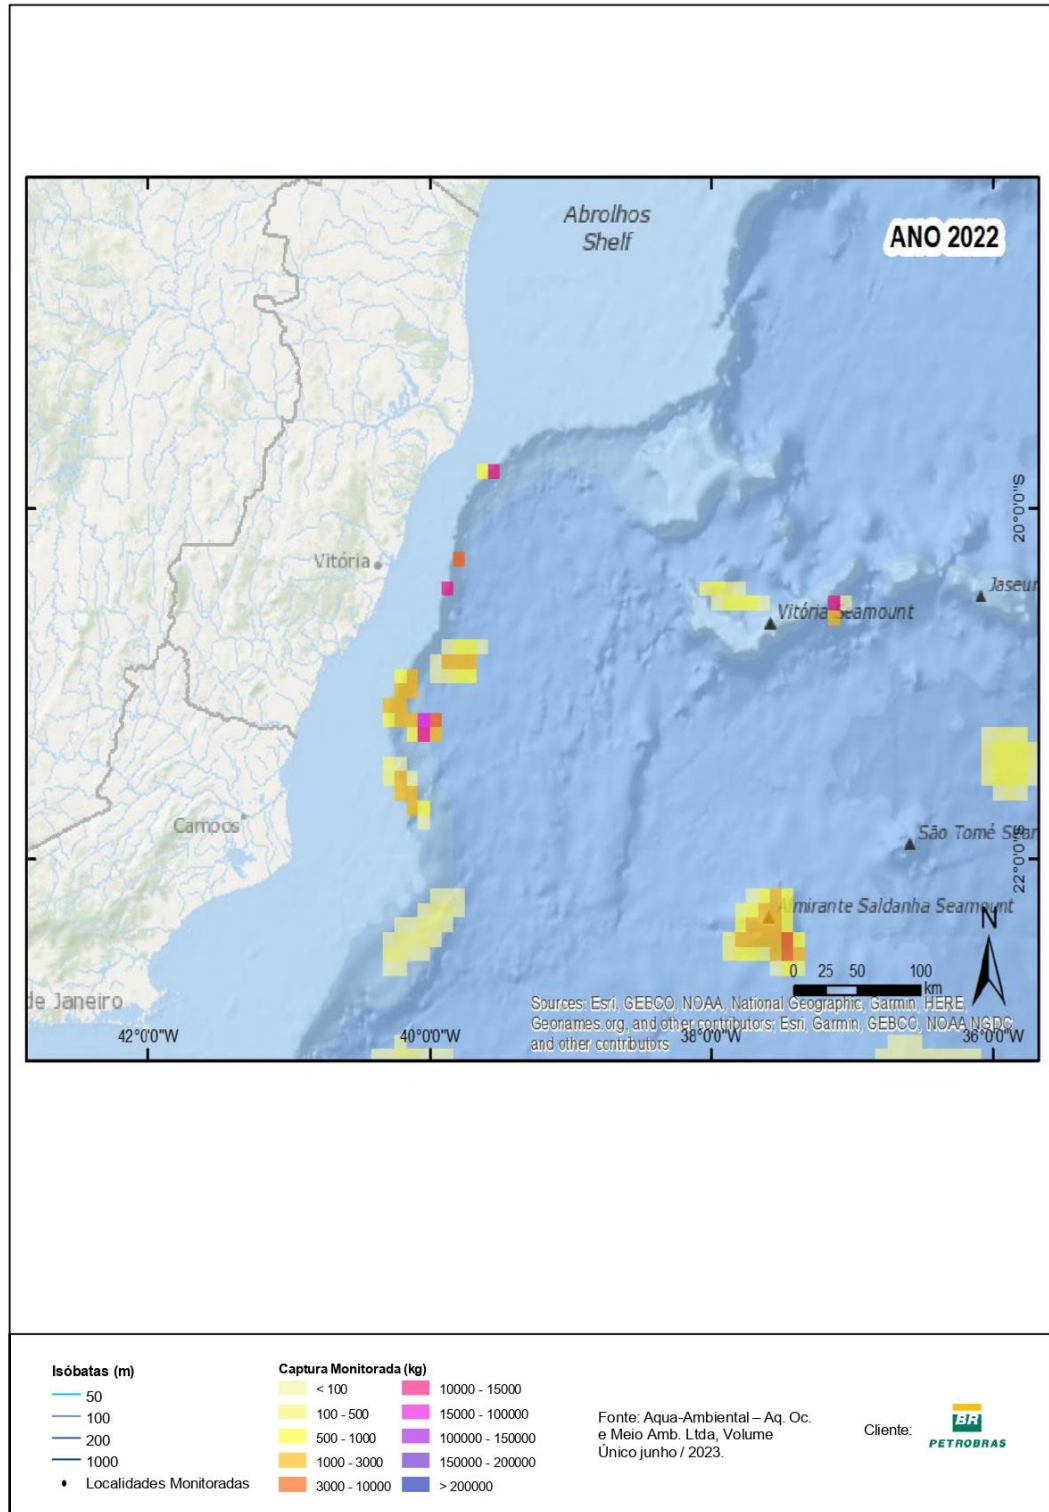 Abrolhos
Shelf
ANO 2022
20°0'0"S
Vitória
Jaseur
Vitória Seamount
Campos
São Tomé Sear
22°0'0"S
Almirante Saldanha Seamount
N
0 25 50 100
km
de Janeiro
Sources: Esri, GEBCO, NOAA, National Geographic, Garmin, HERE,
Geonames.org, and other contributors; Esri, Garmin, GEBCO, NOAA NGDC,
and other contributors
42°0'0"W
40°0'0"W
38°0'0"W
36°0'0"W
Isóbatas (m)
50
100
200
1000
Localidades Monitoradas
Captura Monitorada (kg)
< 100
100 - 500
500 - 1000
1000 - 3000
3000 - 10000
10000 - 15000
15000 - 100000
100000 - 150000
150000 - 200000
> 200000
Fonte: Aqua-Ambiental – Aq. Oc.
e Meio Amb. Ltda, Volume
Único junho / 2023.
Cliente:
BR
PETROBRAS